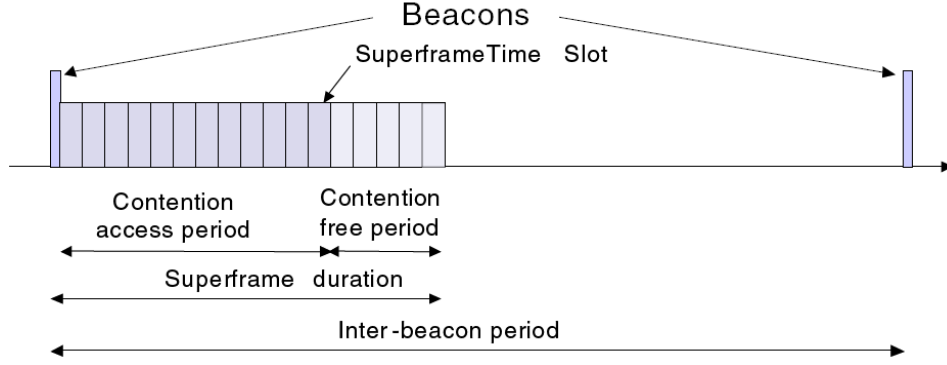 Beacons
SuperframeTime Slot
Contention
access period
Contention
free period
Superframe duration
Inter-beacon period